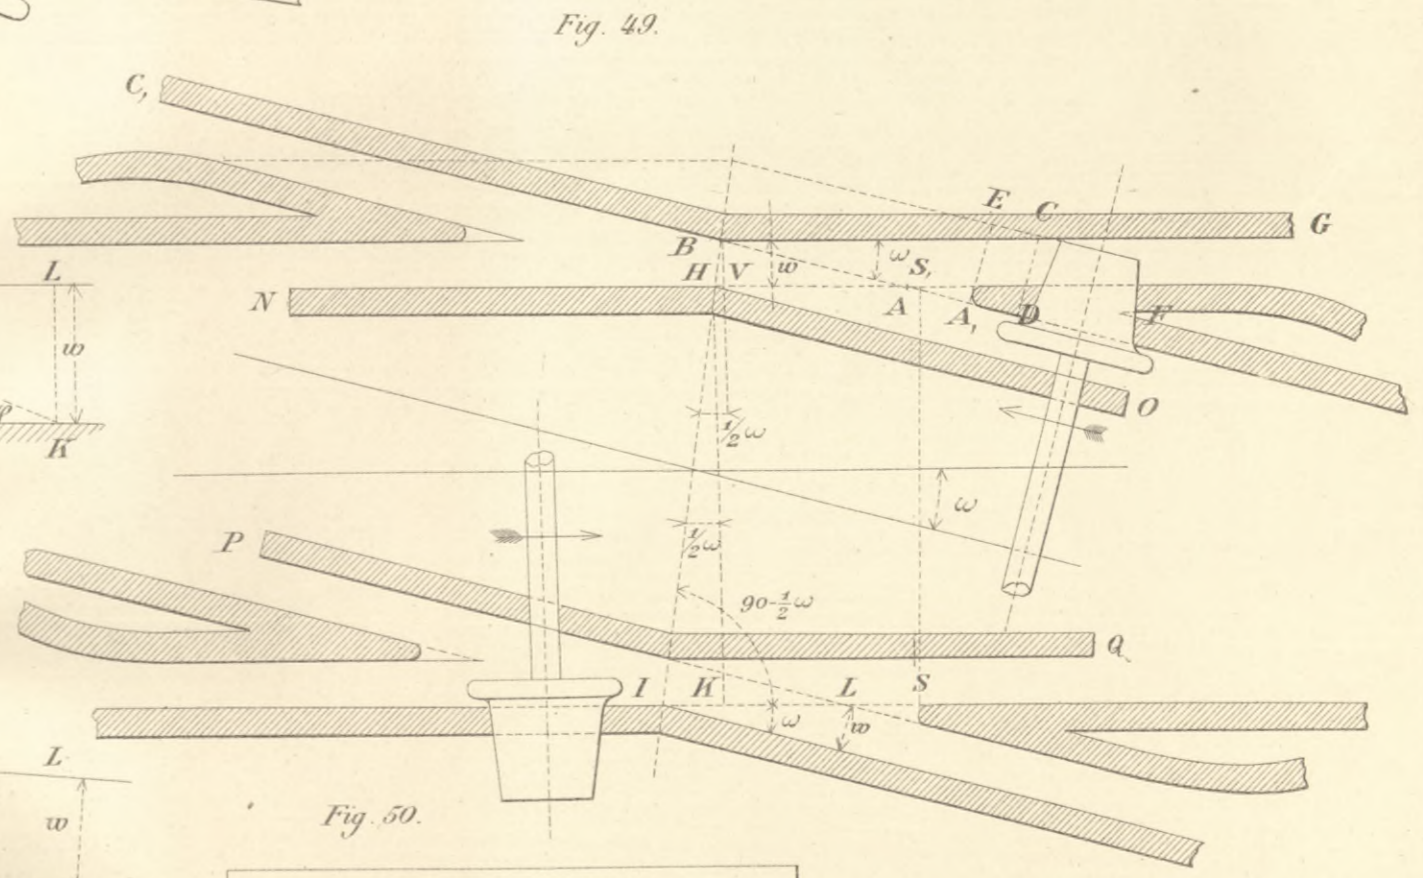 Fig. 49.
C,
E
C
G
B
w
ω
S,
L
H
V
N
A
A,
D
F
w
O
K
½ω
ω
P
½ω
90-½ω
Q
I
K
L
S
ω
w
L
Fig. 50.
w